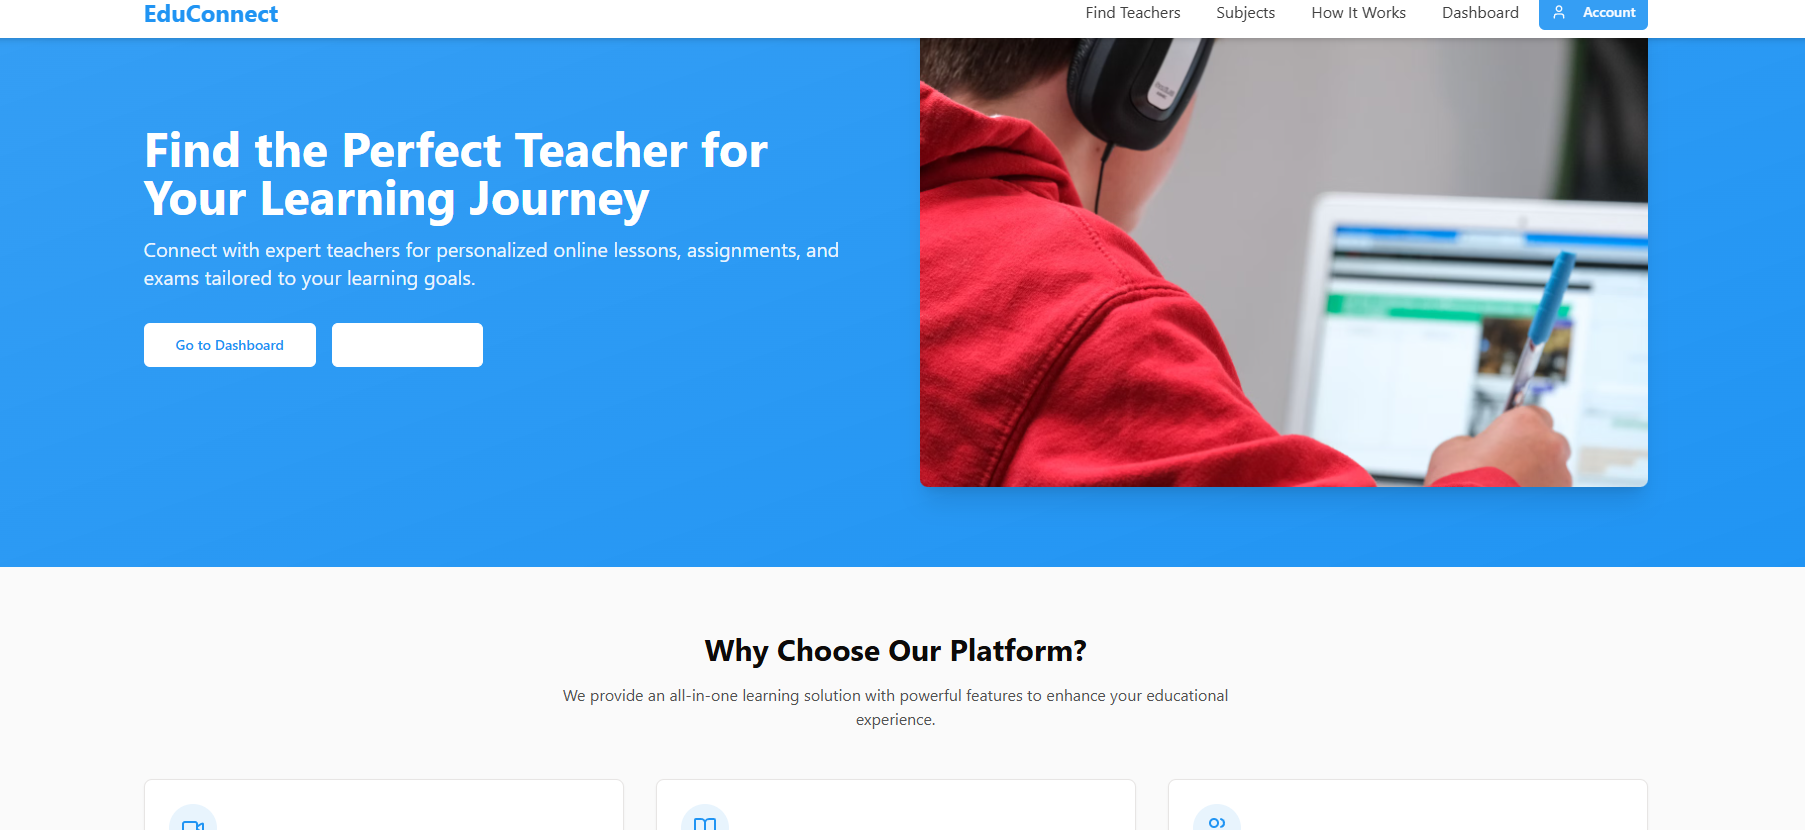 EduConnect
Find Teachers
Subjects
How It Works
Dashboard
Account
Find the Perfect Teacher for
Your Learning Journey
Connect with expert teachers for personalized online lessons, assignments, and
exams tailored to your learning goals.
Go to Dashboard
Why Choose Our Platform?
We provide an all-in-one learning solution with powerful features to enhance your educational
experience.